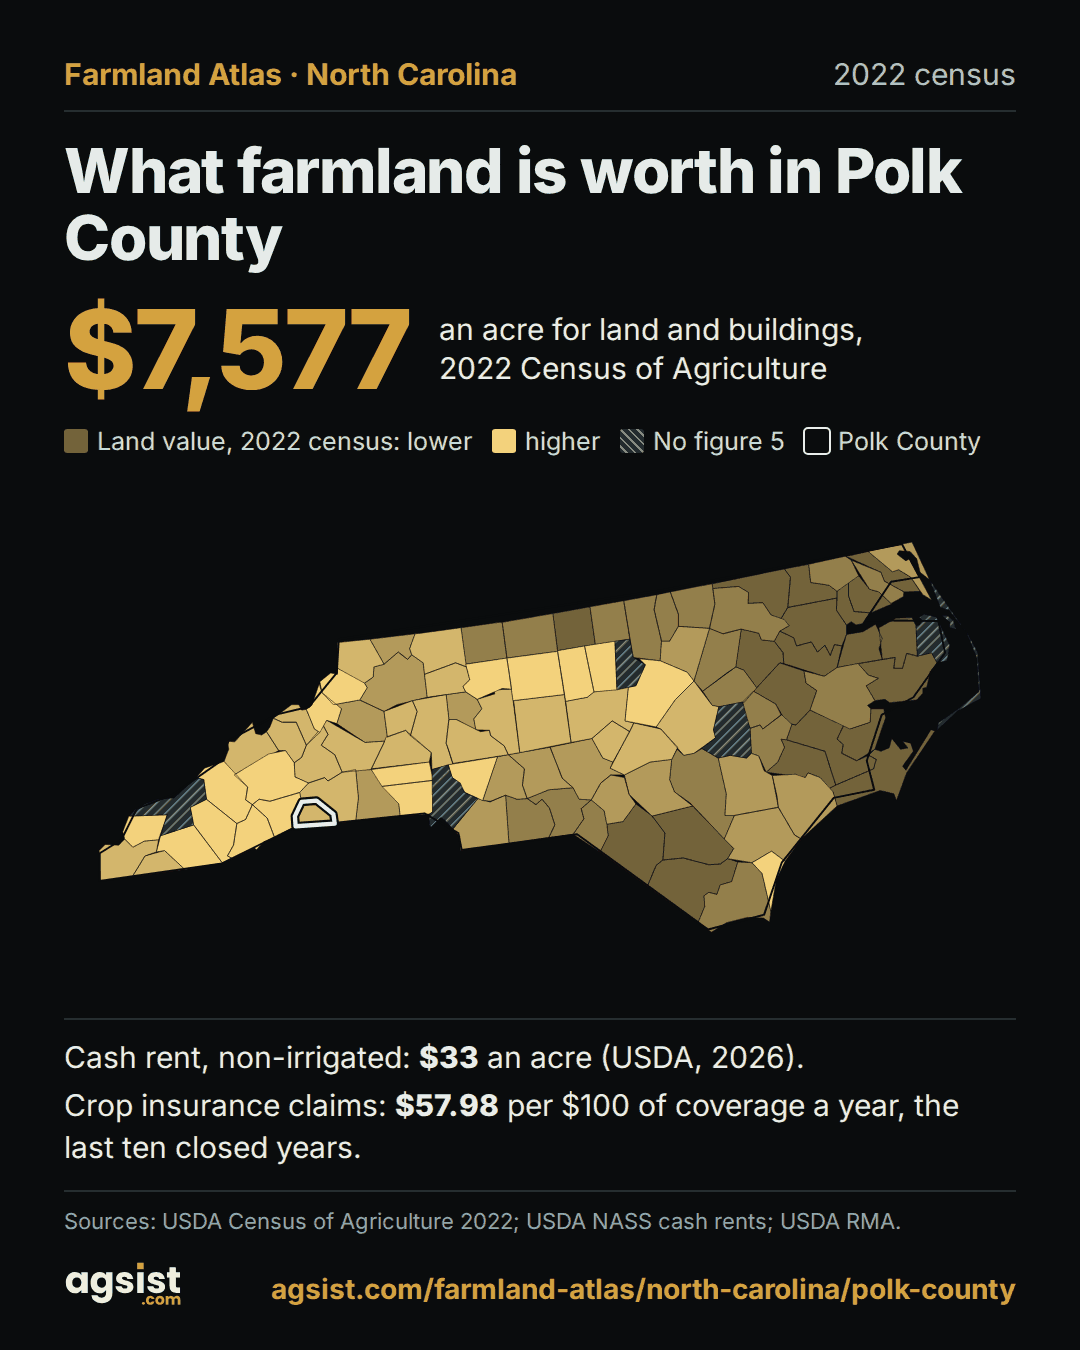 Farmland Atlas · North Carolina
2022 census
What farmland is worth in Polk
County
$7,577
an acre for land and buildings,
2022 Census of Agriculture
Land value, 2022 census: lower
higher
No figure 5
Polk County
Cash rent, non-irrigated: $33 an acre (USDA, 2026).
Crop insurance claims: $57.98 per $100 of coverage a year, the
last ten closed years.
Sources: USDA Census of Agriculture 2022; USDA NASS cash rents; USDA RMA.
agsist
.com
agsist.com/farmland-atlas/north-carolina/polk-county